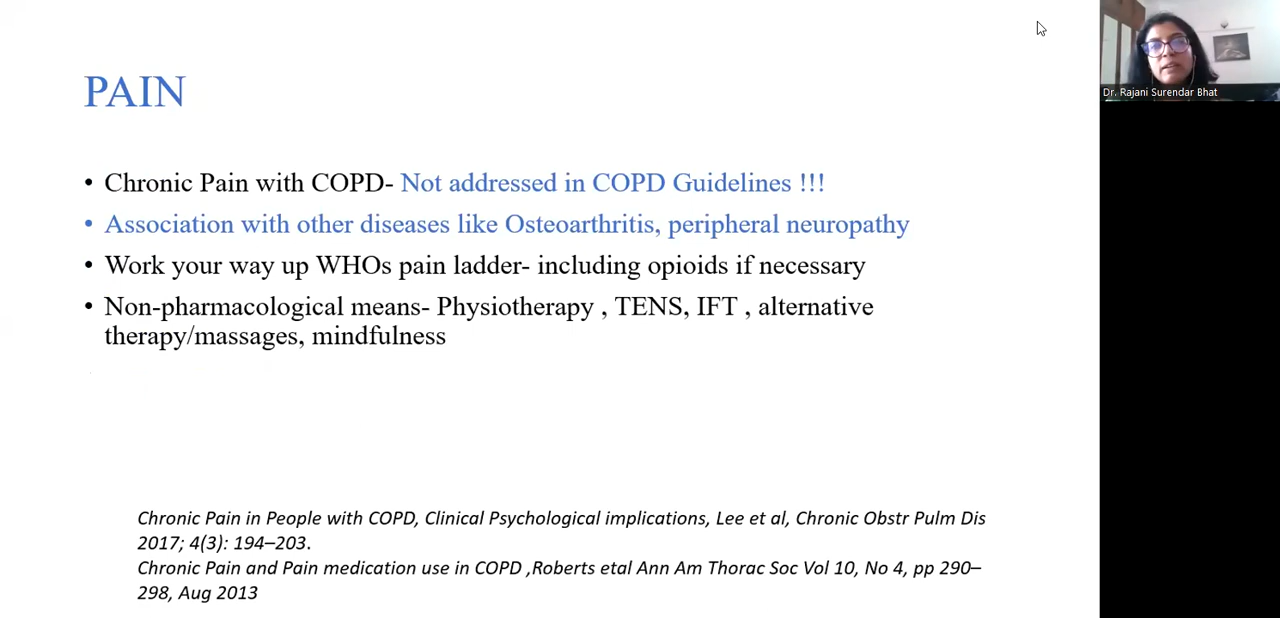 PAIN
• Chronic Pain with COPD- Not addressed in COPD Guidelines !!!
• Association with other diseases like Osteoarthritis, peripheral neuropathy
• Work your way up WHOs pain ladder- including opioids if necessary
• Non-pharmacological means- Physiotherapy , TENS, IFT , alternative
therapy/massages, mindfulness
Chronic Pain in People with COPD, Clinical Psychological implications, Lee et al, Chronic Obstr Pulm Dis
2017; 4(3): 194–203.
Chronic Pain and Pain medication use in COPD ,Roberts etal Ann Am Thorac Soc Vol 10, No 4, pp 290–
298, Aug 2013
Dr. Rajani Surendar Bhat